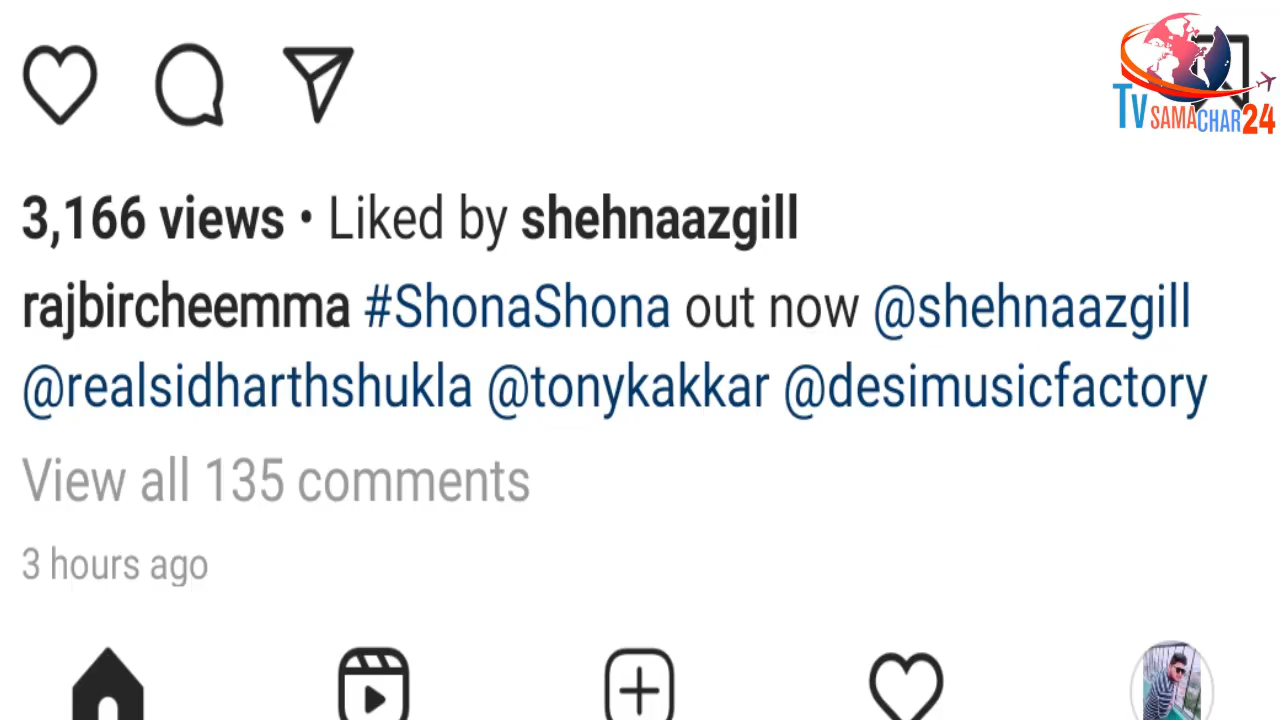 TV SAMACHAR24
3,166 views • Liked by shehnaazgill
rajbircheemma #ShonaShona out now @shehnaazgill
@realsidharthshukla @tonykakkar @desimusicfactory
View all 135 comments
3 hours ago